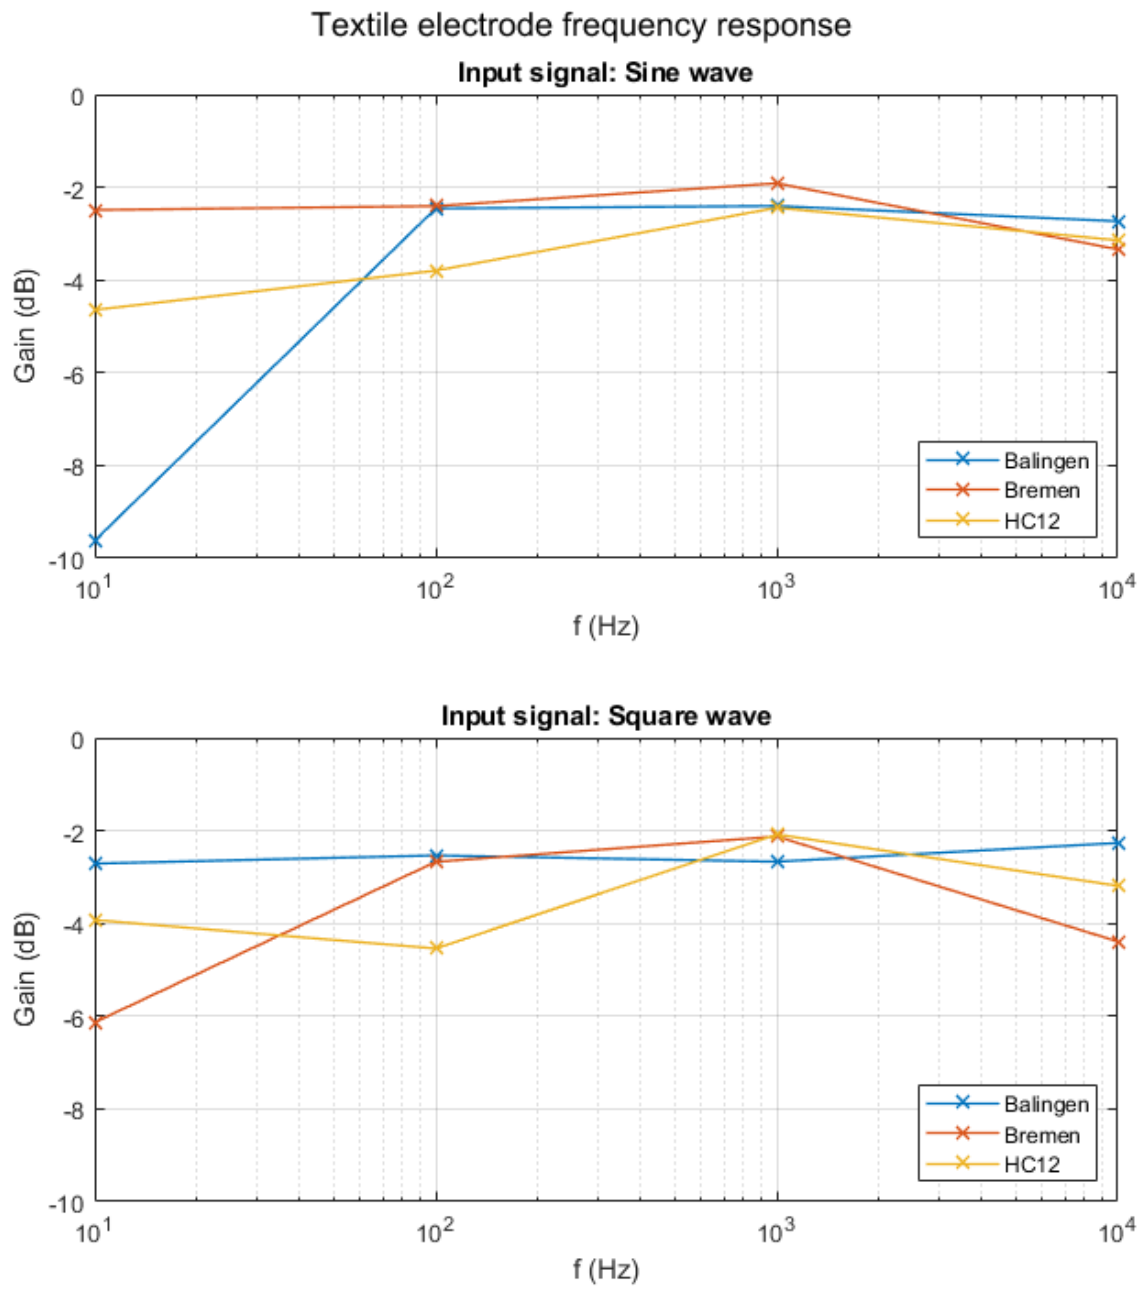 Textile electrode frequency response
Input signal: Sine wave
0
-2
-4
-6
-8
-10
Gain (dB)
Balingen
Bremen
HC12
10^1 10^2 10^3 10^4
f (Hz)
Input signal: Square wave
0
-2
-4
-6
-8
-10
Gain (dB)
Balingen
Bremen
HC12
10^1 10^2 10^3 10^4
f (Hz)